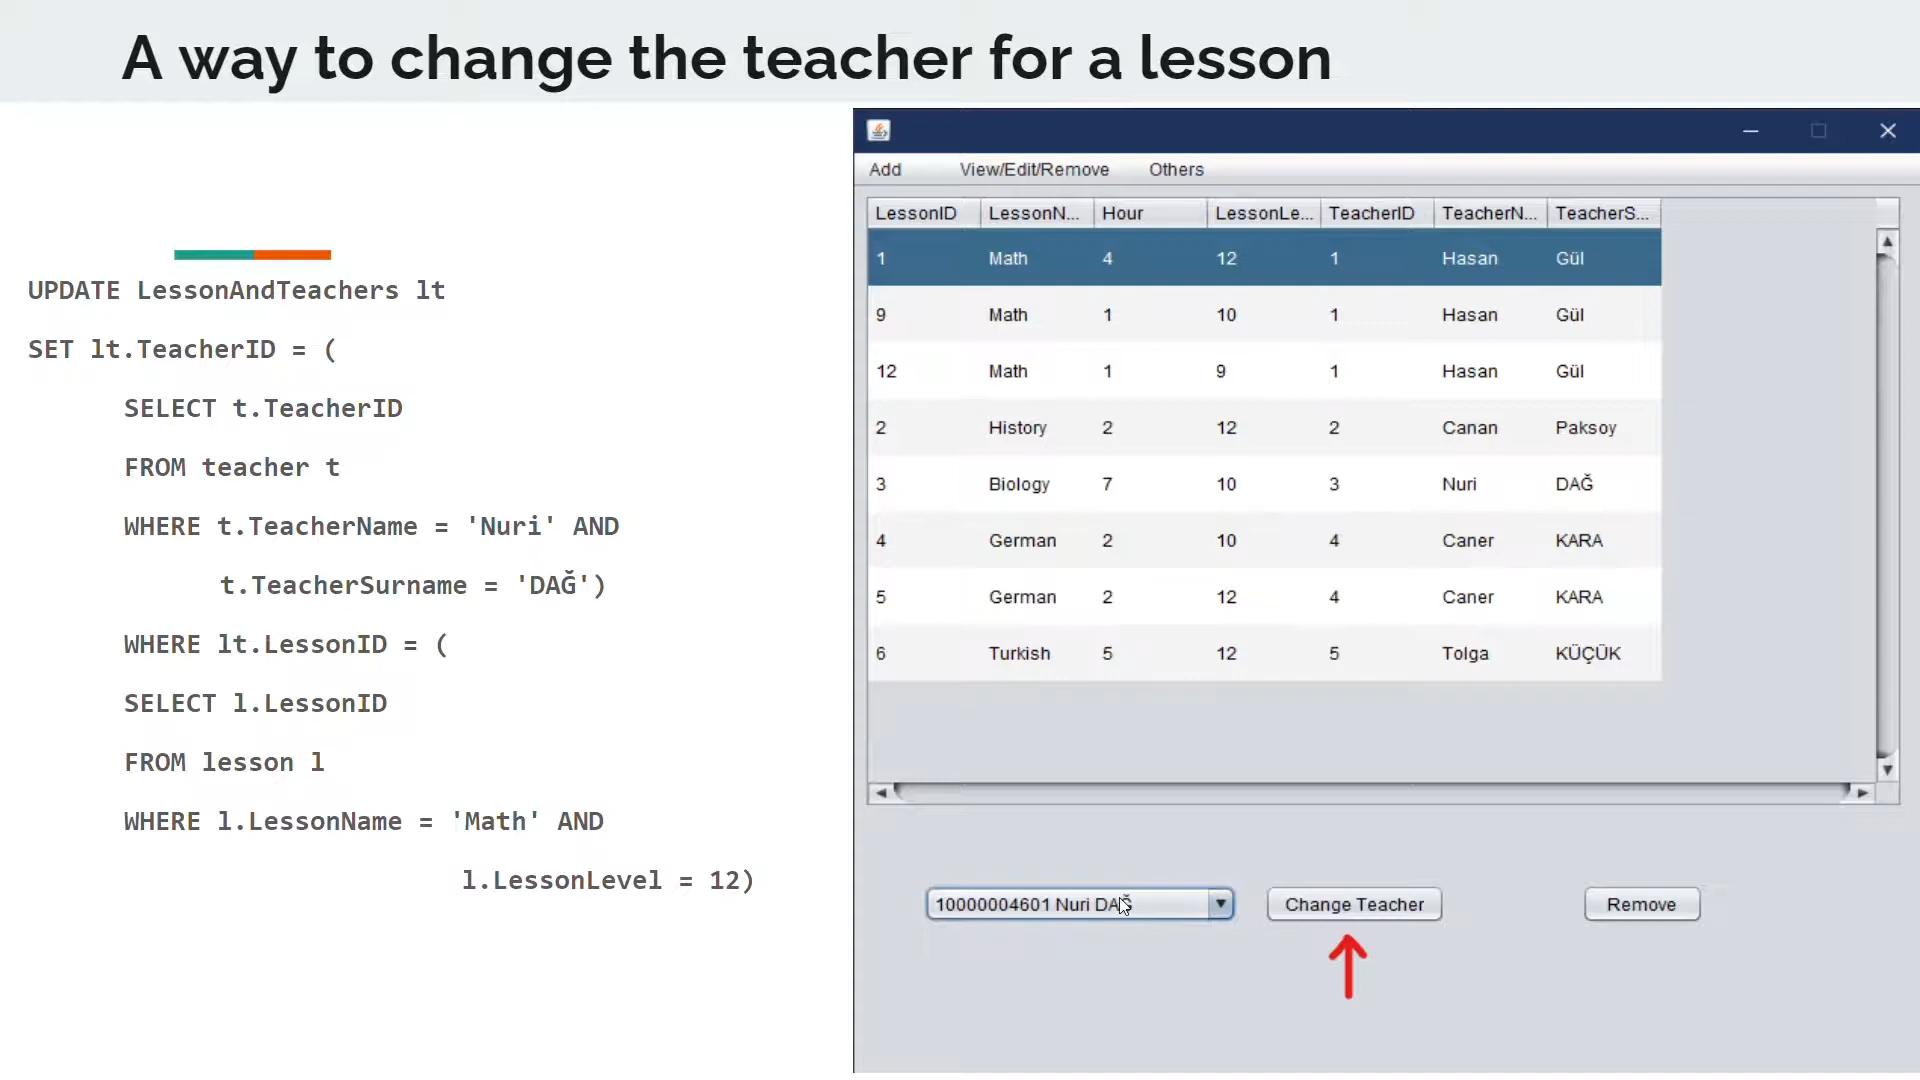 A way to change the teacher for a lesson
UPDATE LessonAndTeachers lt
SET lt.TeacherID = (
SELECT t.TeacherID
FROM teacher t
WHERE t.TeacherName = 'Nuri' AND
t.TeacherSurname = 'DAĞ')
WHERE lt.LessonID = (
SELECT l.LessonID
FROM lesson l
WHERE l.LessonName = 'Math' AND
l.LessonLevel = 12)
Add View/Edit/Remove Others
LessonID LessonN... Hour LessonLe... TeacherID TeacherN... TeacherS...
1 Math 4 12 1 Hasan Gül
9 Math 1 10 1 Hasan Gül
12 Math 1 9 1 Hasan Gül
2 History 2 12 2 Canan Paksoy
3 Biology 7 10 3 Nuri DAĞ
4 German 2 10 4 Caner KARA
5 German 2 12 4 Caner KARA
6 Turkish 5 12 5 Tolga KÜÇÜK
10000004601 Nuri DAĞ Change Teacher Remove